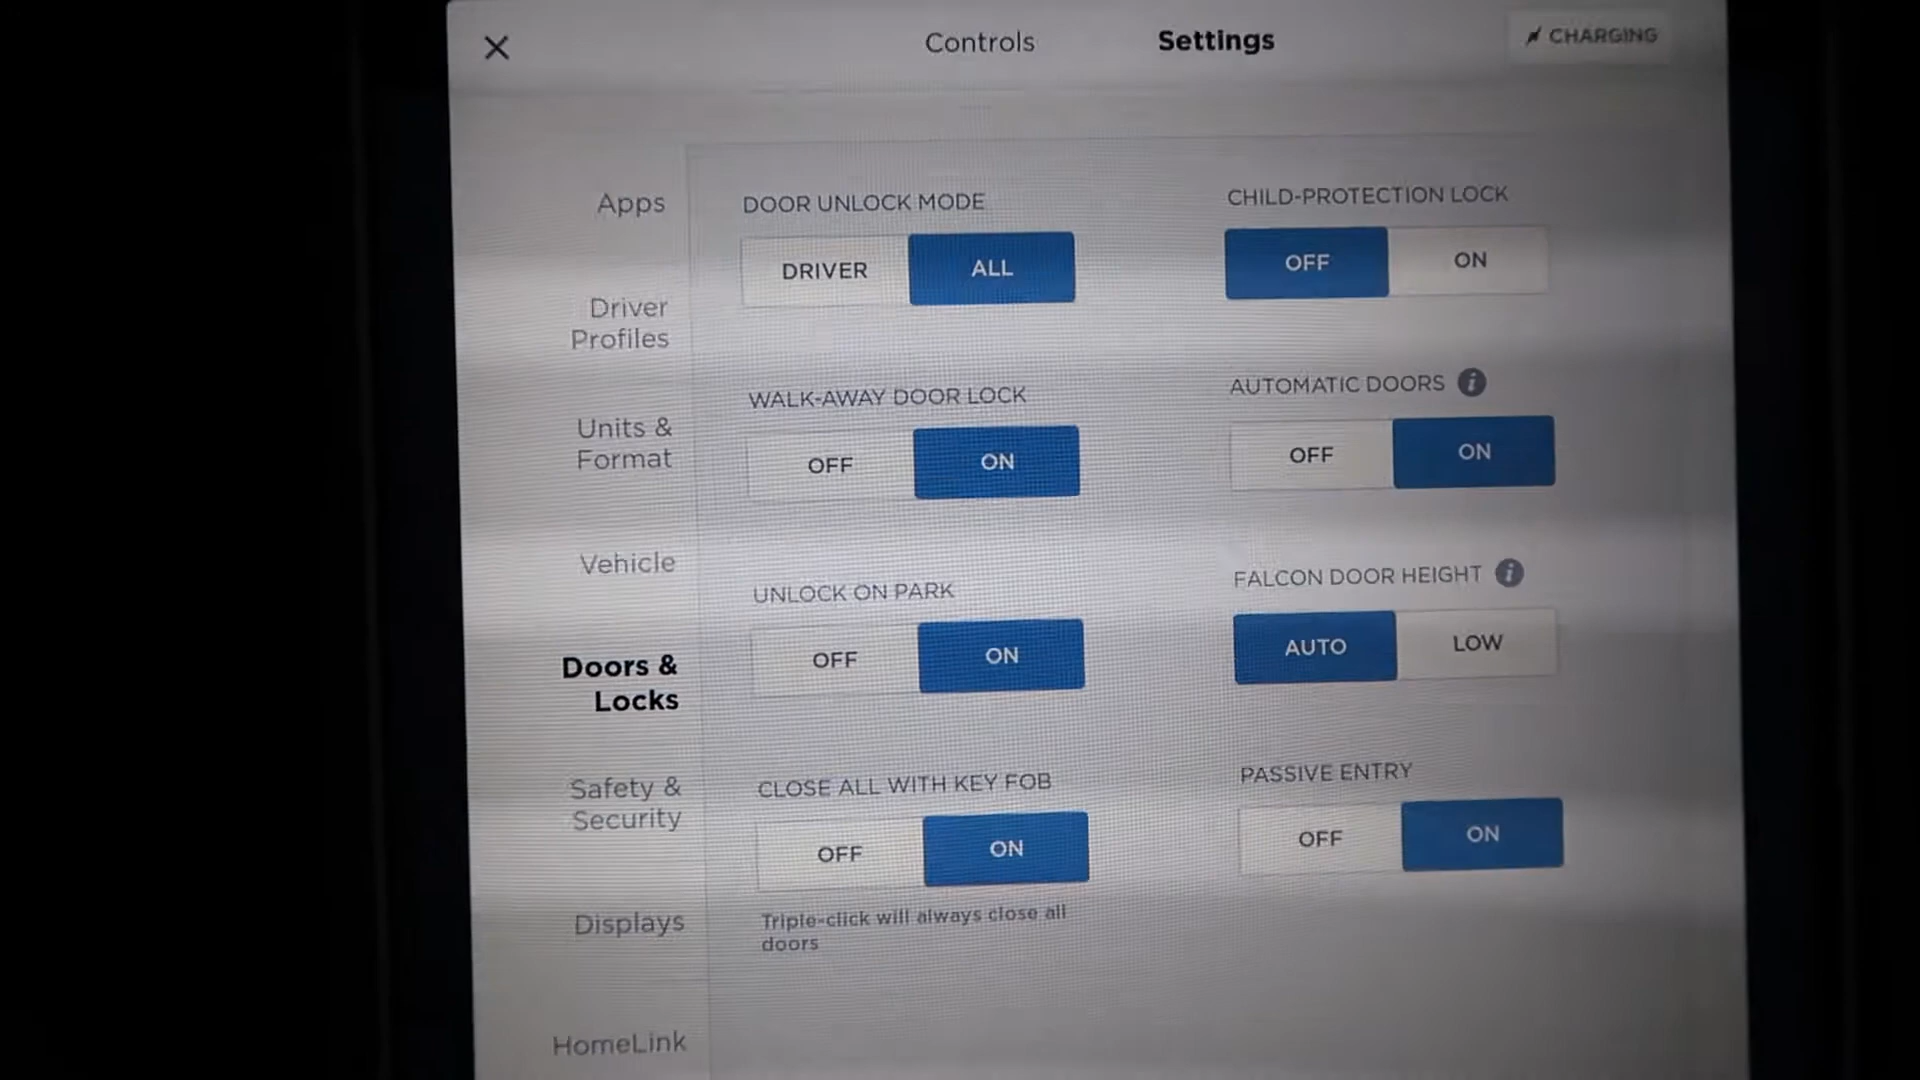 Controls
Settings
CHARGING
Apps
Driver
Profiles
Units &
Format
Vehicle
Doors &
Locks
Safety &
Security
Displays
HomeLink
DOOR UNLOCK MODE
DRIVER
ALL
CHILD-PROTECTION LOCK
OFF
ON
WALK-AWAY DOOR LOCK
OFF
ON
AUTOMATIC DOORS i
OFF
ON
UNLOCK ON PARK
OFF
ON
FALCON DOOR HEIGHT i
AUTO
LOW
CLOSE ALL WITH KEY FOB
OFF
ON
Triple-click will always close all
doors
PASSIVE ENTRY
OFF
ON